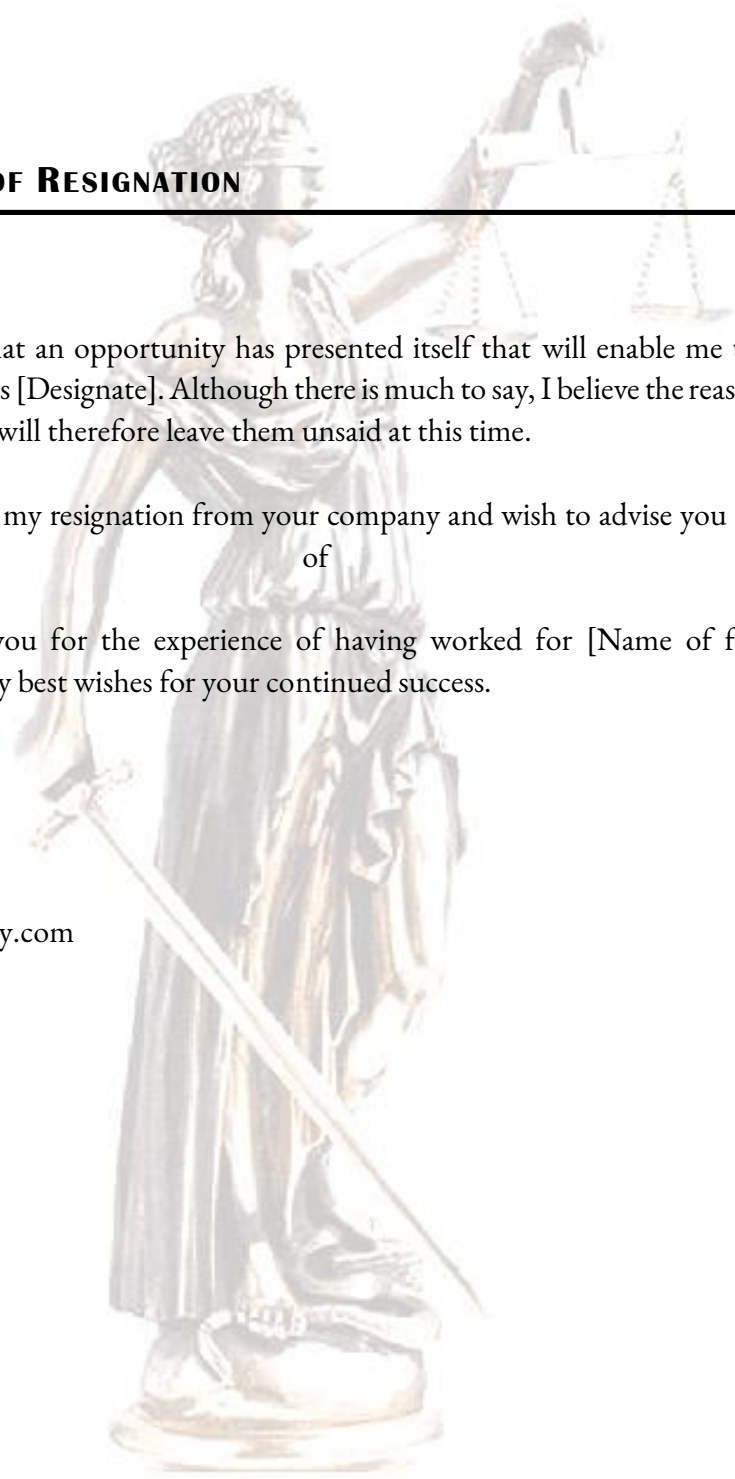 OF RESIGNATION
at an opportunity has presented itself that will enable me
s [Designate]. Although there is much to say, I believe the reas
will therefore leave them unsaid at this time.
my resignation from your company and wish to advise you
of
you for the experience of having worked for [Name of f
y best wishes for your continued success.
y.com